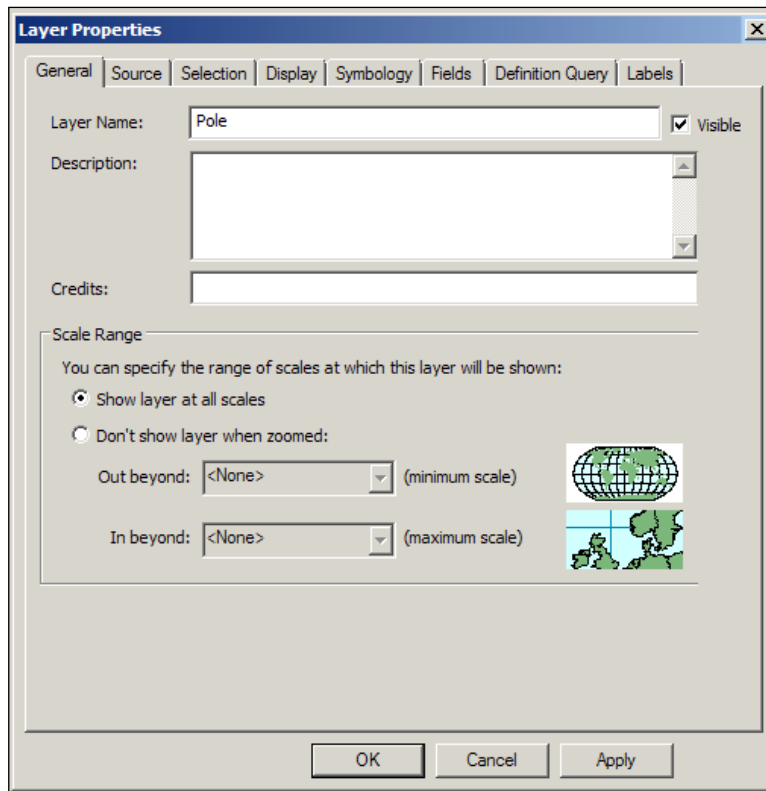 Layer Properties
General Source Selection Display Symbology Fields Definition Query Labels
Layer Name: Pole Visible
Description:
Credits:
Scale Range
You can specify the range of scales at which this layer will be shown:
Show layer at all scales
Don't show layer when zoomed:
Out beyond: <None> (minimum scale)
In beyond: <None> (maximum scale)
OK Cancel Apply